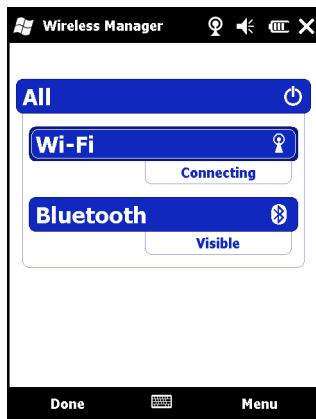 Wireless Manager
All
Wi-Fi
Connecting
Bluetooth
Visible
Done Menu